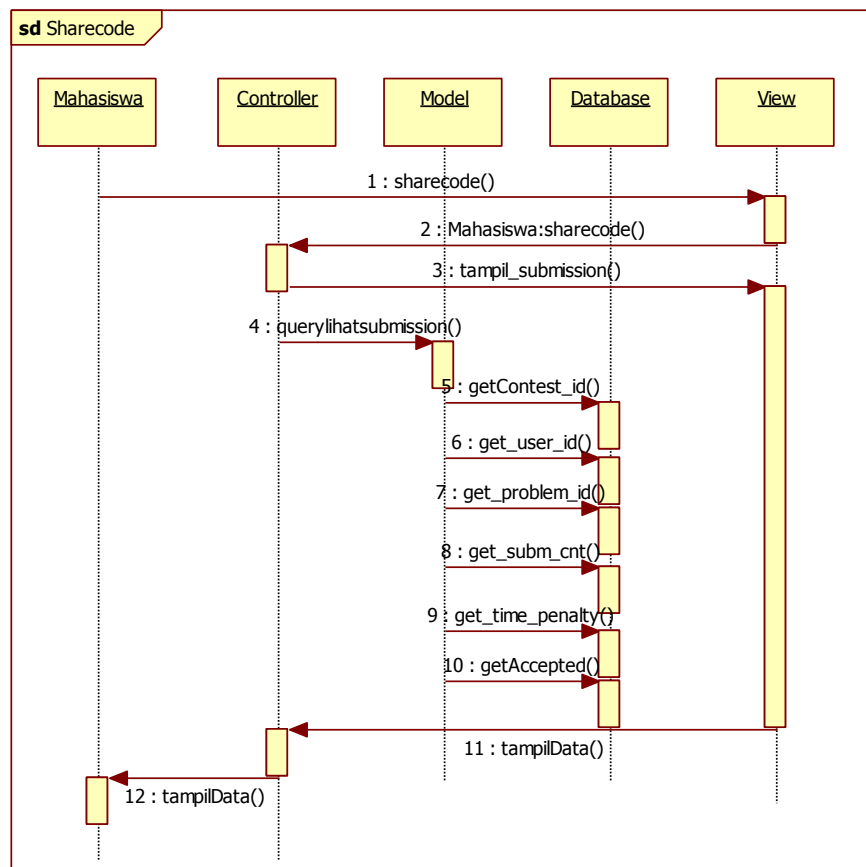 sd Sharecode
Mahasiswa
Controller
Model
Database
View
1 : sharecode()
2 : Mahasiswa:sharecode()
3 : tampil_submission()
4 : querylihatsubmission()
5 : getContest_id()
6 : get_user_id()
7 : get_problem_id()
8 : get_subm_cnt()
9 : get_time_penalty()
10 : getAccepted()
11 : tampilData()
12 : tampilData()